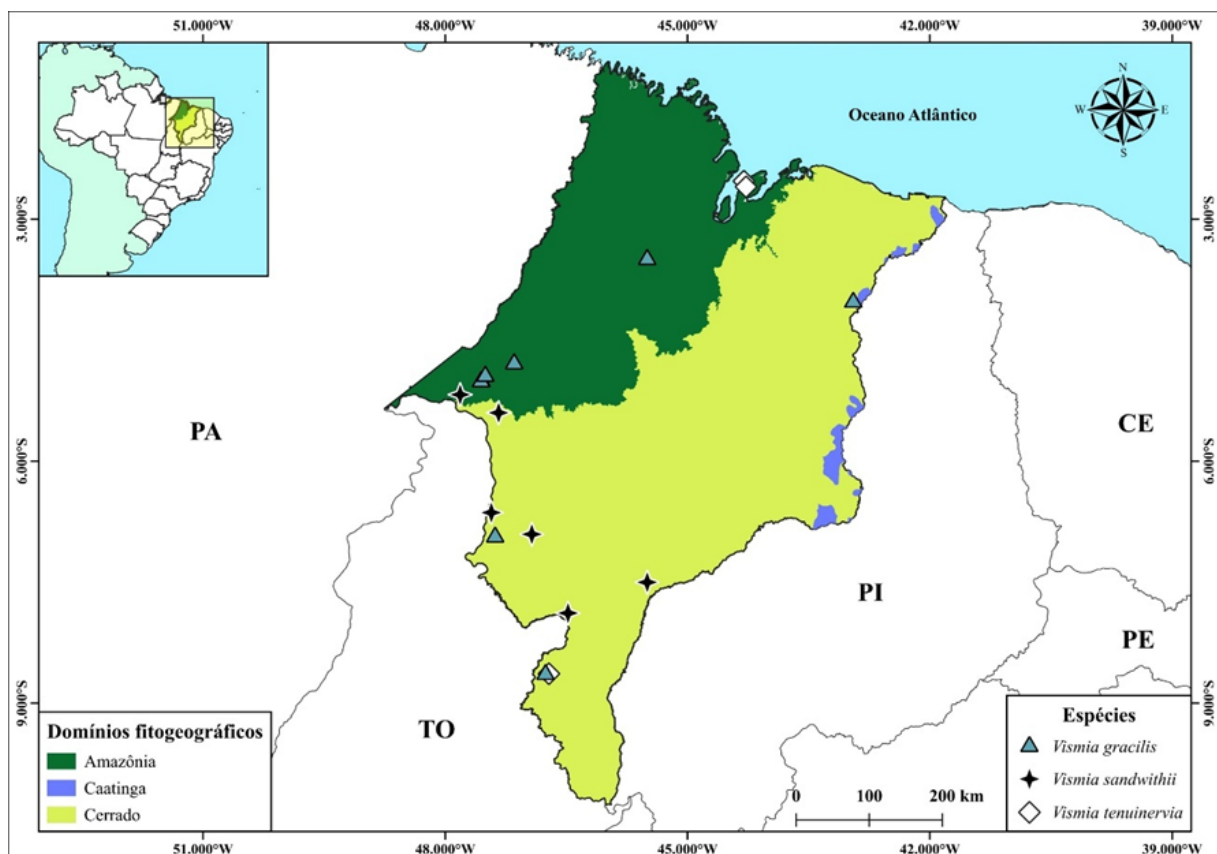 51.000°W 48.000°W 45.000°W 42.000°W 39.000°W
N
W E
S
Oceano Atlântico
3.000°S 3.000°S
PA
CE
6.000°S 6.000°S
PI
PE
TO
9.000°S 9.000°S
Domínios fitogeográficos
Amazônia
Caatinga
Cerrado
0 100 200 km
Espécies
Vismia gracilis
Vismia sandwithii
Vismia tenuinervia
51.000°W 48.000°W 45.000°W 42.000°W 39.000°W